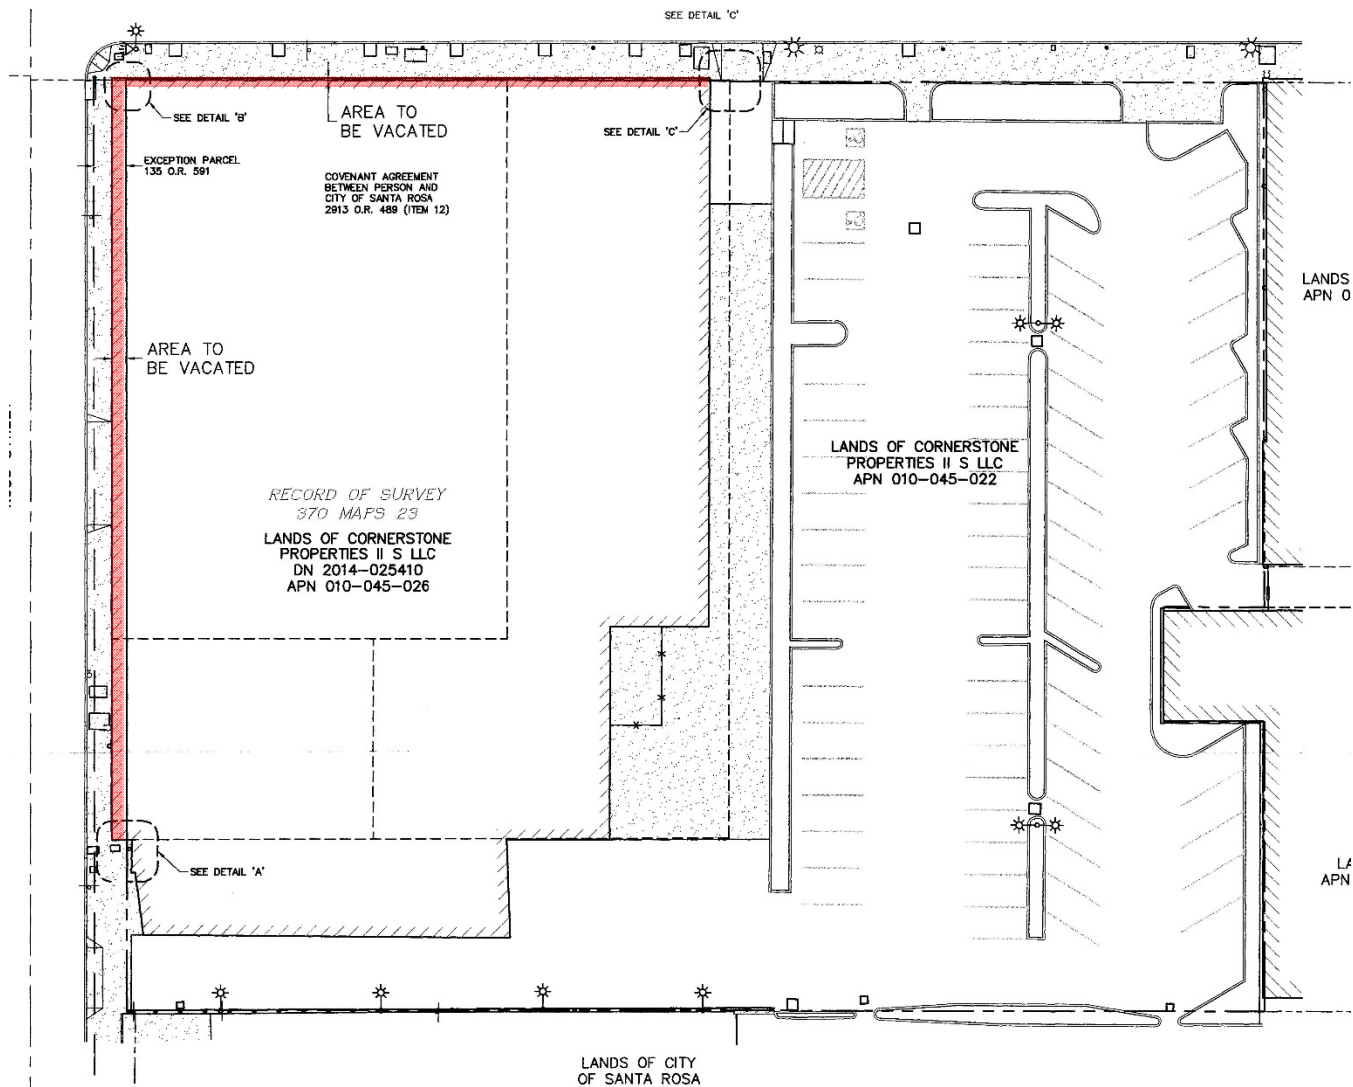 SEE DETAIL 'C'
AREA TO
BE VACATED
SEE DETAIL 'B'
SEE DETAIL 'C'
EXCEPTION PARCEL
135 O.R. 591
COVENANT AGREEMENT
BETWEEN PERSON AND
CITY OF SANTA ROSA
2913 O.R. 489 (ITEM 12)
LANDS
APN 0
AREA TO
BE VACATED
LANDS OF CORNERSTONE
PROPERTIES II S LLC
APN 010-045-022
RECORD OF SURVEY
370 MAPS 23
LANDS OF CORNERSTONE
PROPERTIES II S LLC
DN 2014-025410
APN 010-045-026
SEE DETAIL 'A'
LA
APN
LANDS OF CITY
OF SANTA ROSA